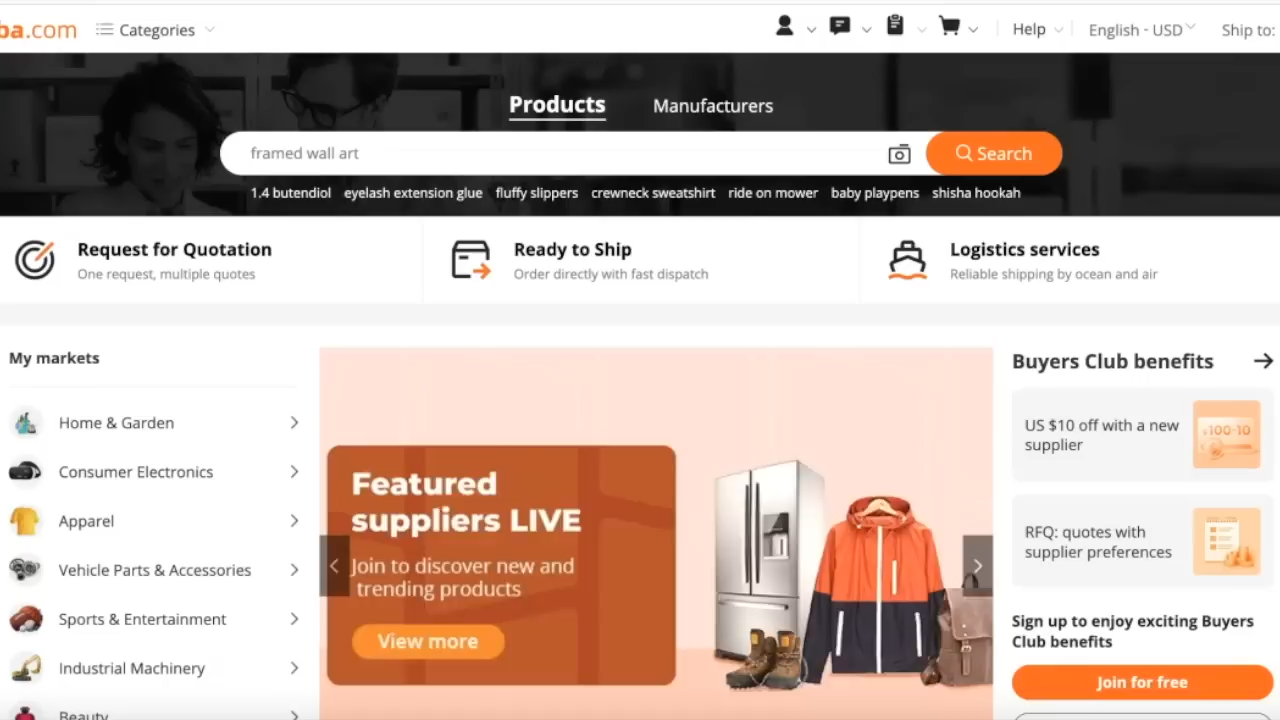 ba.com
Categories
Help
English - USD
Ship to:
Products
Manufacturers
framed wall art
Search
1.4 butendiol eyelash extension glue fluffy slippers crewneck sweatshirt ride on mower baby playpens shisha hookah
Request for Quotation
One request, multiple quotes
Ready to Ship
Order directly with fast dispatch
Logistics services
Reliable shipping by ocean and air
My markets
Home & Garden
Consumer Electronics
Apparel
Vehicle Parts & Accessories
Sports & Entertainment
Industrial Machinery
Beauty
Featured
suppliers LIVE
Join to discover new and
trending products
View more
Buyers Club benefits
US $10 off with a new
supplier
RFQ: quotes with
supplier preferences
Sign up to enjoy exciting Buyers
Club benefits
Join for free